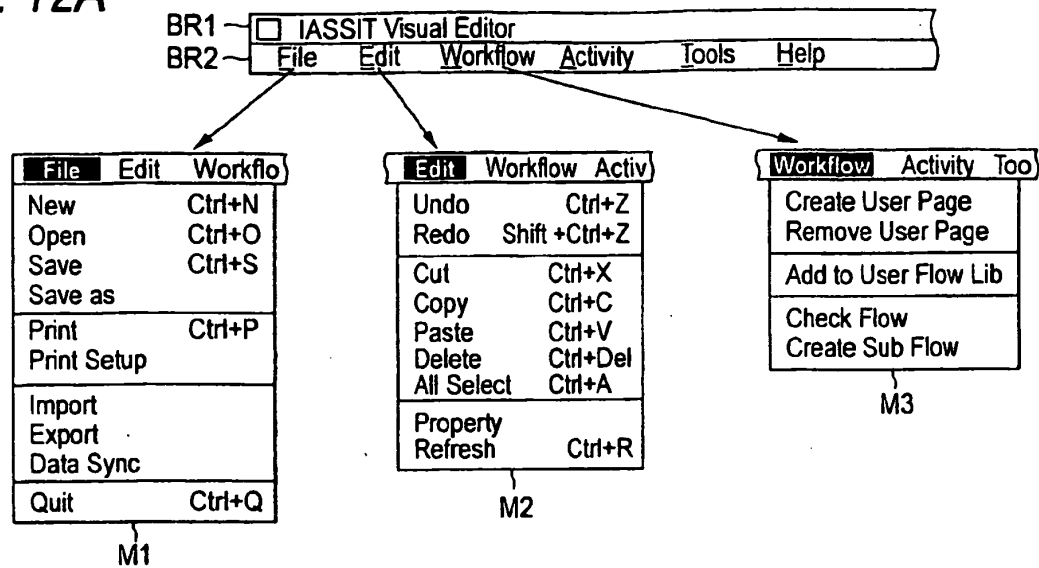 12A
BR1
IASSIT Visual Editor
BR2
File Edit Workflow Activity Tools Help
File Edit Workflo
New Ctrl+N
Open Ctrl+O
Save Ctrl+S
Save as
Print Ctrl+P
Print Setup
Import
Export
Data Sync
Quit Ctrl+Q
M1
Edit Workflow Activ
Undo Ctrl+Z
Redo Shift +Ctrl+Z
Cut Ctrl+X
Copy Ctrl+C
Paste Ctrl+V
Delete Ctrl+Del
All Select Ctrl+A
Property
Refresh Ctrl+R
M2
Workflow Activity Too
Create User Page
Remove User Page
Add to User Flow Lib
Check Flow
Create Sub Flow
M3